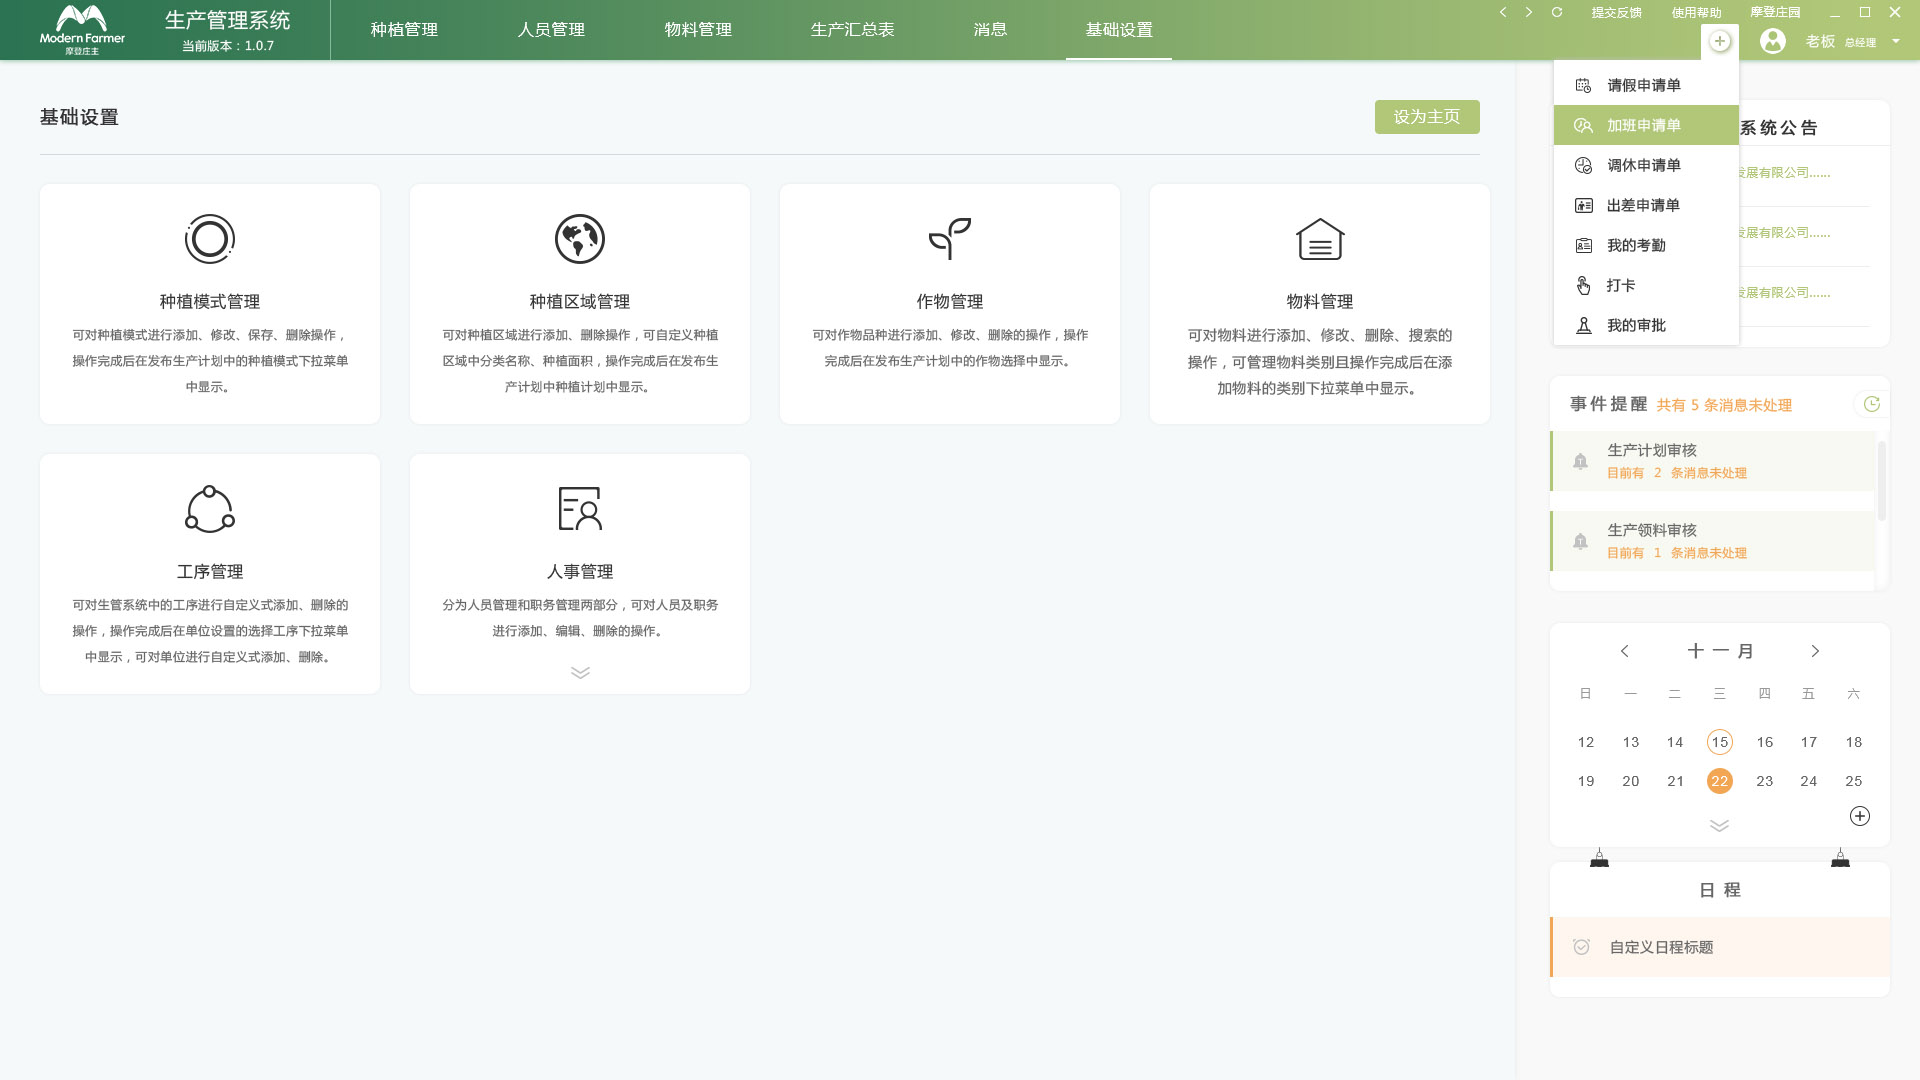 Modern Farmer
摩登庄主
生产管理系统
当前版本：1.0.7
种植管理
人员管理
物料管理
生产汇总表
消息
基础设置
提交反馈
使用帮助
摩登庄园
老板 总经理
请假申请单
加班申请单
调休申请单
出差申请单
我的考勤
打卡
我的审批
基础设置
设为主页
种植模式管理
可对种植模式进行添加、修改、保存、删除操作，
操作完成后在发布生产计划中的种植模式下拉菜单
中显示。
种植区域管理
可对种植区域进行添加、删除操作，可自定义种植
区域中分类名称、种植面积，操作完成后在发布生
产计划中种植计划中显示。
作物管理
可对作物品种进行添加、修改、删除的操作，操作
完成后在发布生产计划中的作物选择中显示。
物料管理
可对物料进行添加、修改、删除、搜索的
操作，可管理物料类别且操作完成后在添
加物料的类别下拉菜单中显示。
工序管理
可对生管系统中的工序进行自定义式添加、删除的
操作，操作完成后在单位设置的选择工序下拉菜单
中显示，可对单位进行自定义式添加、删除。
人事管理
分为人员管理和职务管理两部分，可对人员及职务
进行添加、编辑、删除的操作。
系统公告
发展有限公司......
发展有限公司......
发展有限公司......
事件提醒 共有 5 条消息未处理
生产计划审核
目前有 2 条消息未处理
生产领料审核
目前有 1 条消息未处理
十一月
日 一 二 三 四 五 六
12 13 14 15 16 17 18
19 20 21 22 23 24 25
日程
自定义日程标题